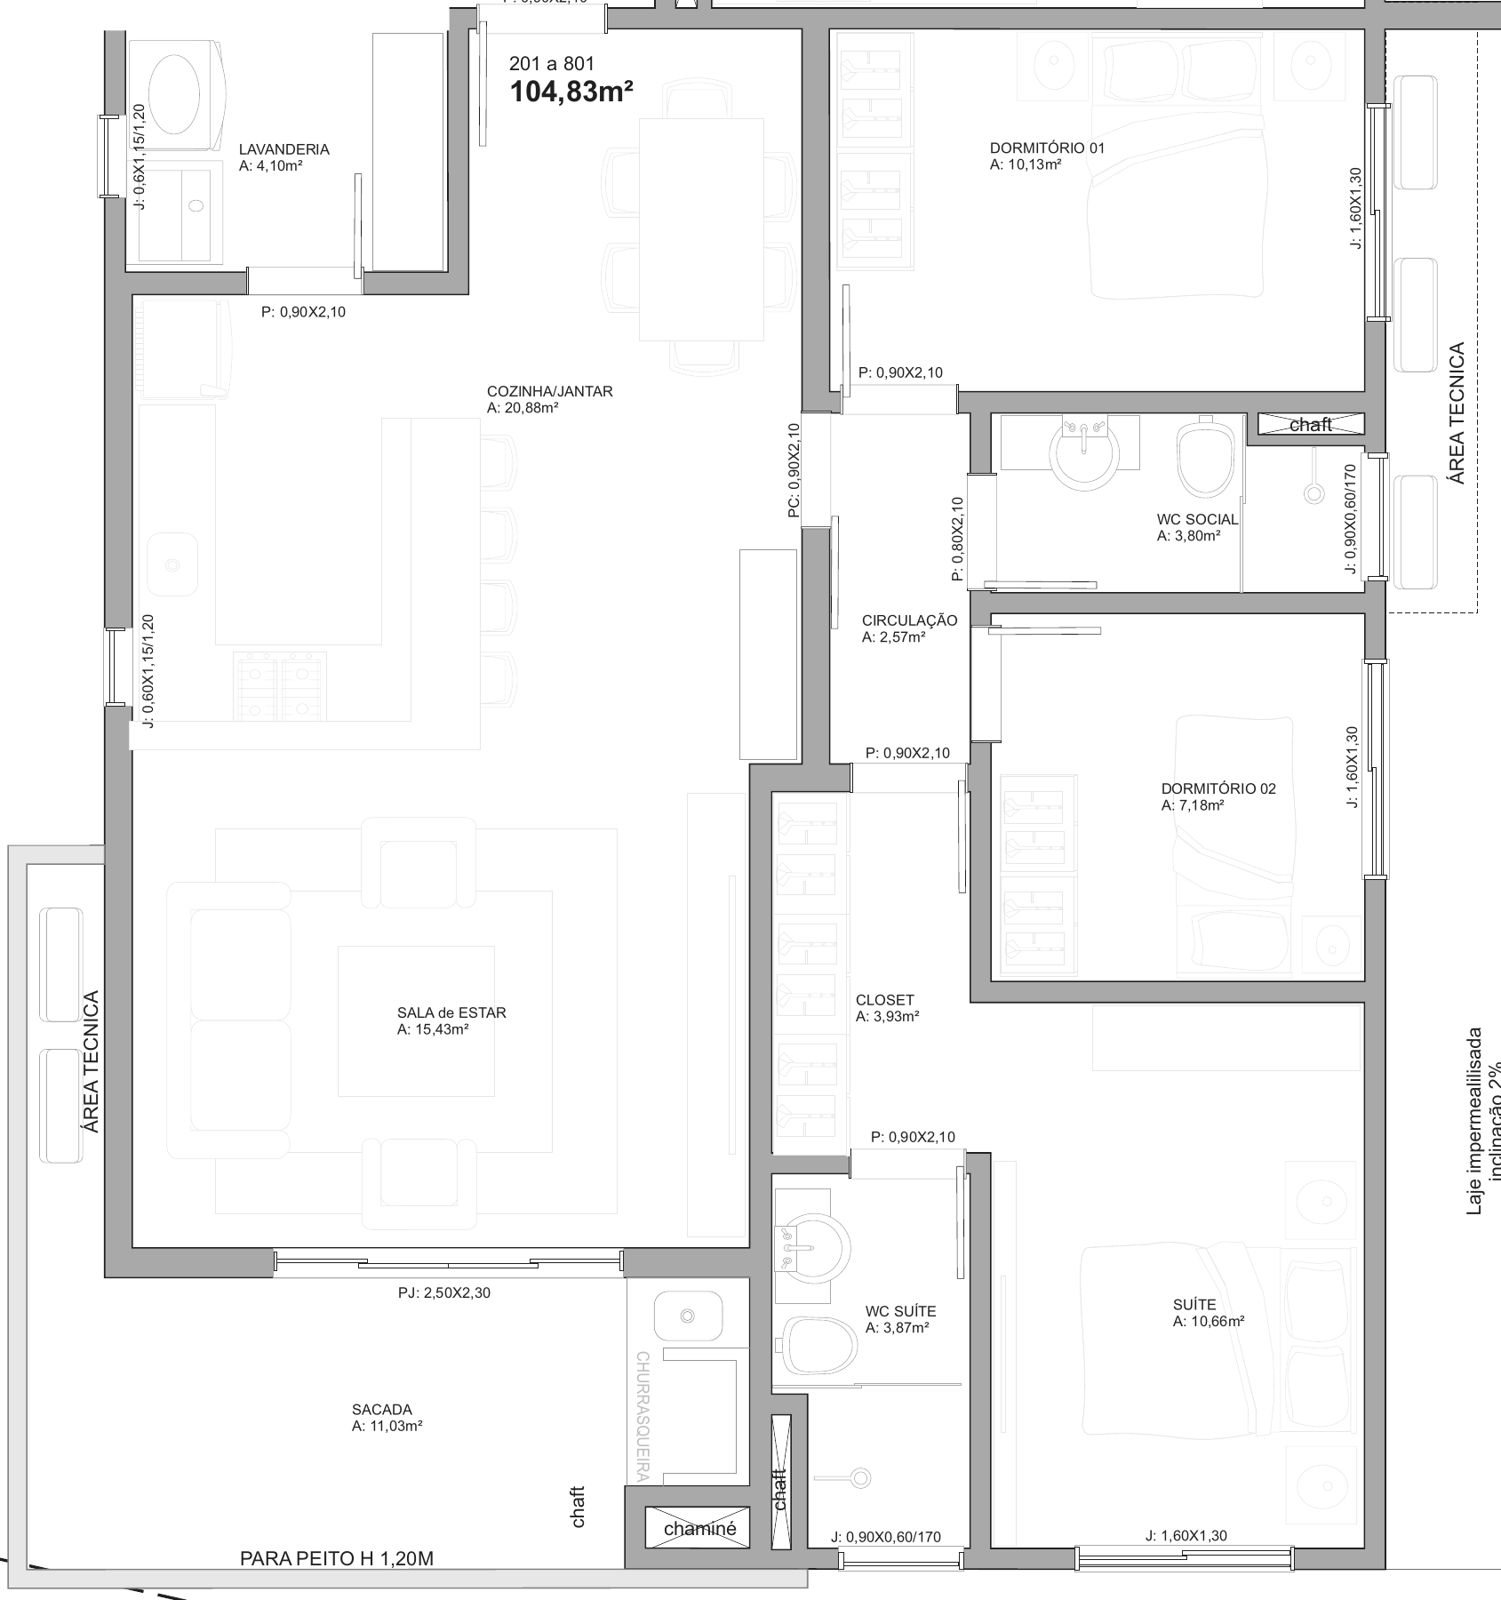 201 a 801
104,83m²
LAVANDERIA
A: 4,10m²
J: 0,6X1,15/1,20
P: 0,90X2,10
DORMITÓRIO 01
A: 10,13m²
J: 1,60X1,30
P: 0,90X2,10
COZINHA/JANTAR
A: 20,88m²
PC: 0,90X2,10
chaft
ÁREA TECNICA
WC SOCIAL
A: 3,80m²
J: 0,90X0,60/170
P: 0,80X2,10
CIRCULAÇÃO
A: 2,57m²
J: 0,60X1,15/1,20
P: 0,90X2,10
DORMITÓRIO 02
A: 7,18m²
J: 1,60X1,30
ÁREA TECNICA
SALA de ESTAR
A: 15,43m²
CLOSET
A: 3,93m²
Laje impermealilisada
inclinação 2%
P: 0,90X2,10
PJ: 2,50X2,30
WC SUÍTE
A: 3,87m²
SUÍTE
A: 10,66m²
CHURRASQUEIRA
SACADA
A: 11,03m²
chaft
chaft
chaminé
J: 0,90X0,60/170
J: 1,60X1,30
PARA PEITO H 1,20M